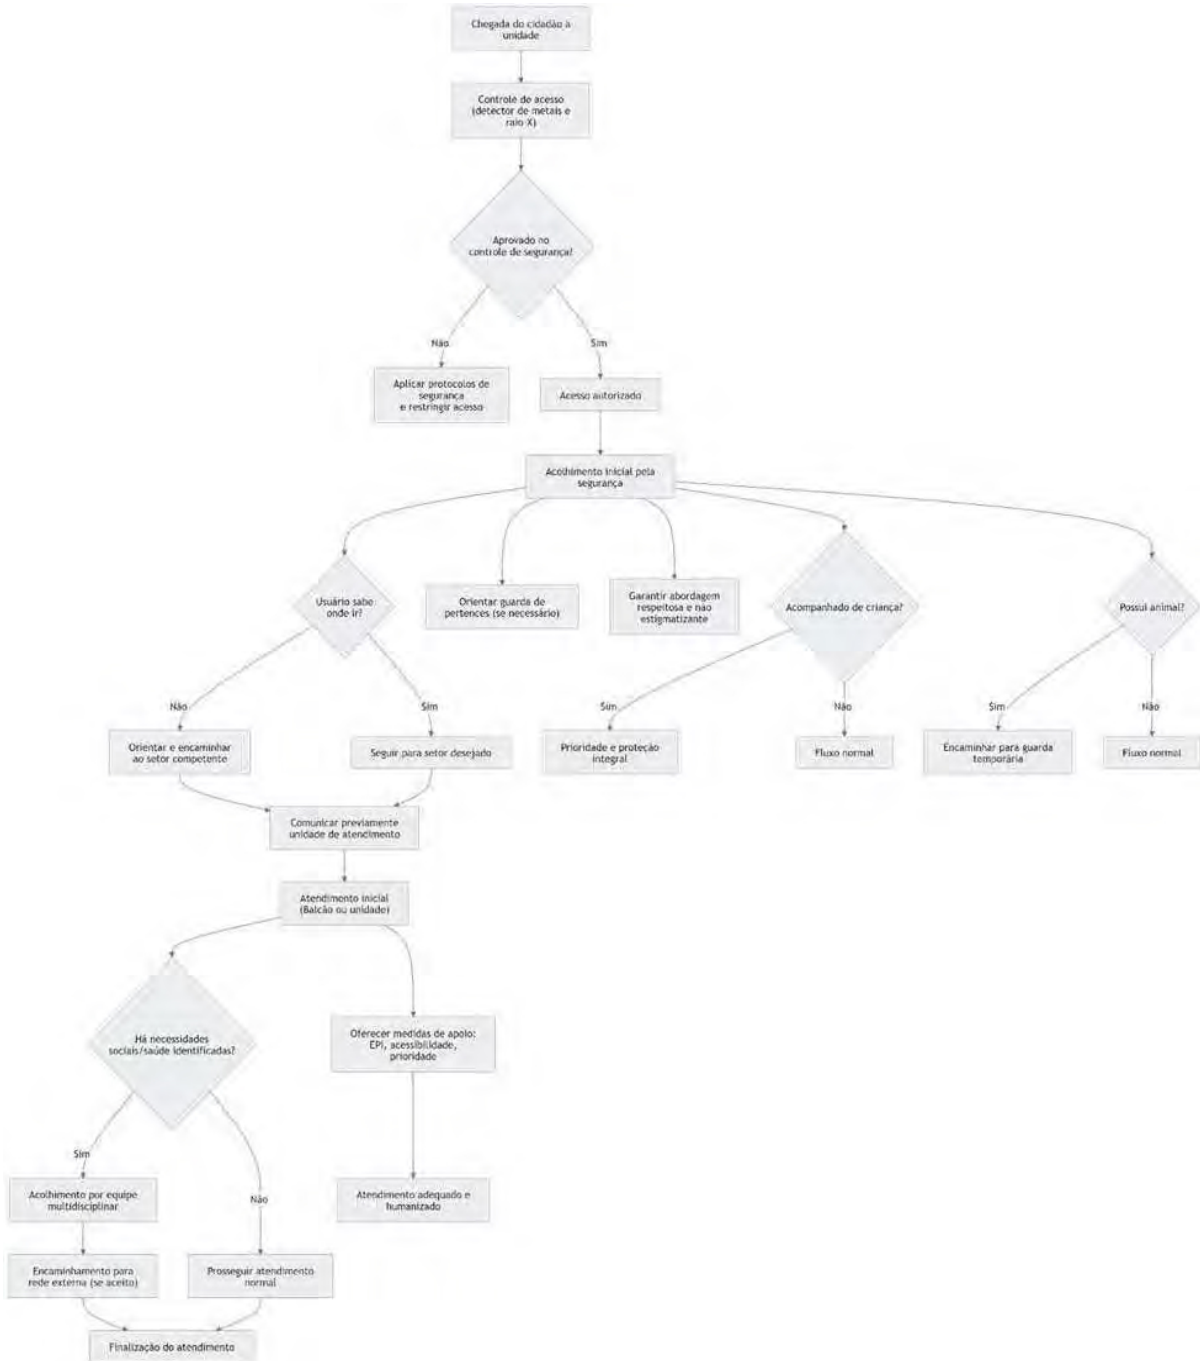 Chegada do cidadão à
unidade
Controle de acesso
(detector de metais e
raio X)
Aprovado no
controle de segurança?
Não
Sim
Aplicar protocolos de
segurança
e restringir acesso
Acesso autorizado
Acolhimento inicial pela
segurança
Usuário sabe
onde ir?
Orientar guarda de
pertences (se necessário)
Garantir abordagem
respeitosa e não
estigmatizante
Acompanhado de criança?
Possui animal?
Não
Sim
Sim
Não
Sim
Não
Orientar e encaminhar
ao setor competente
Seguir para setor desejado
Prioridade e proteção
integral
Fluxo normal
Encaminhar para guarda
temporária
Fluxo normal
Comunicar previamente
unidade de atendimento
Atendimento inicial
(Balcão ou unidade)
Há necessidades
sociais/saúde identificadas?
Oferecer medidas de apoio:
EPI, acessibilidade,
prioridade
Sim
Não
Acolhimento por equipe
multidisciplinar
Atendimento adequado e
humanizado
Encaminhamento para
rede externa (se aceito)
Prosseguir atendimento
normal
Finalização do atendimento